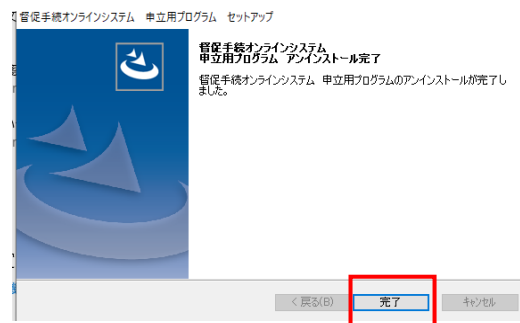 督促手続オンラインシステム 申立用プログラム セットアップ
督促手続オンラインシステム
申立用プログラム アンインストール完了
督促手続オンラインシステム 申立用プログラムのアンインストールが完了し
ました。
< 戻る(B)
完了
キャンセル